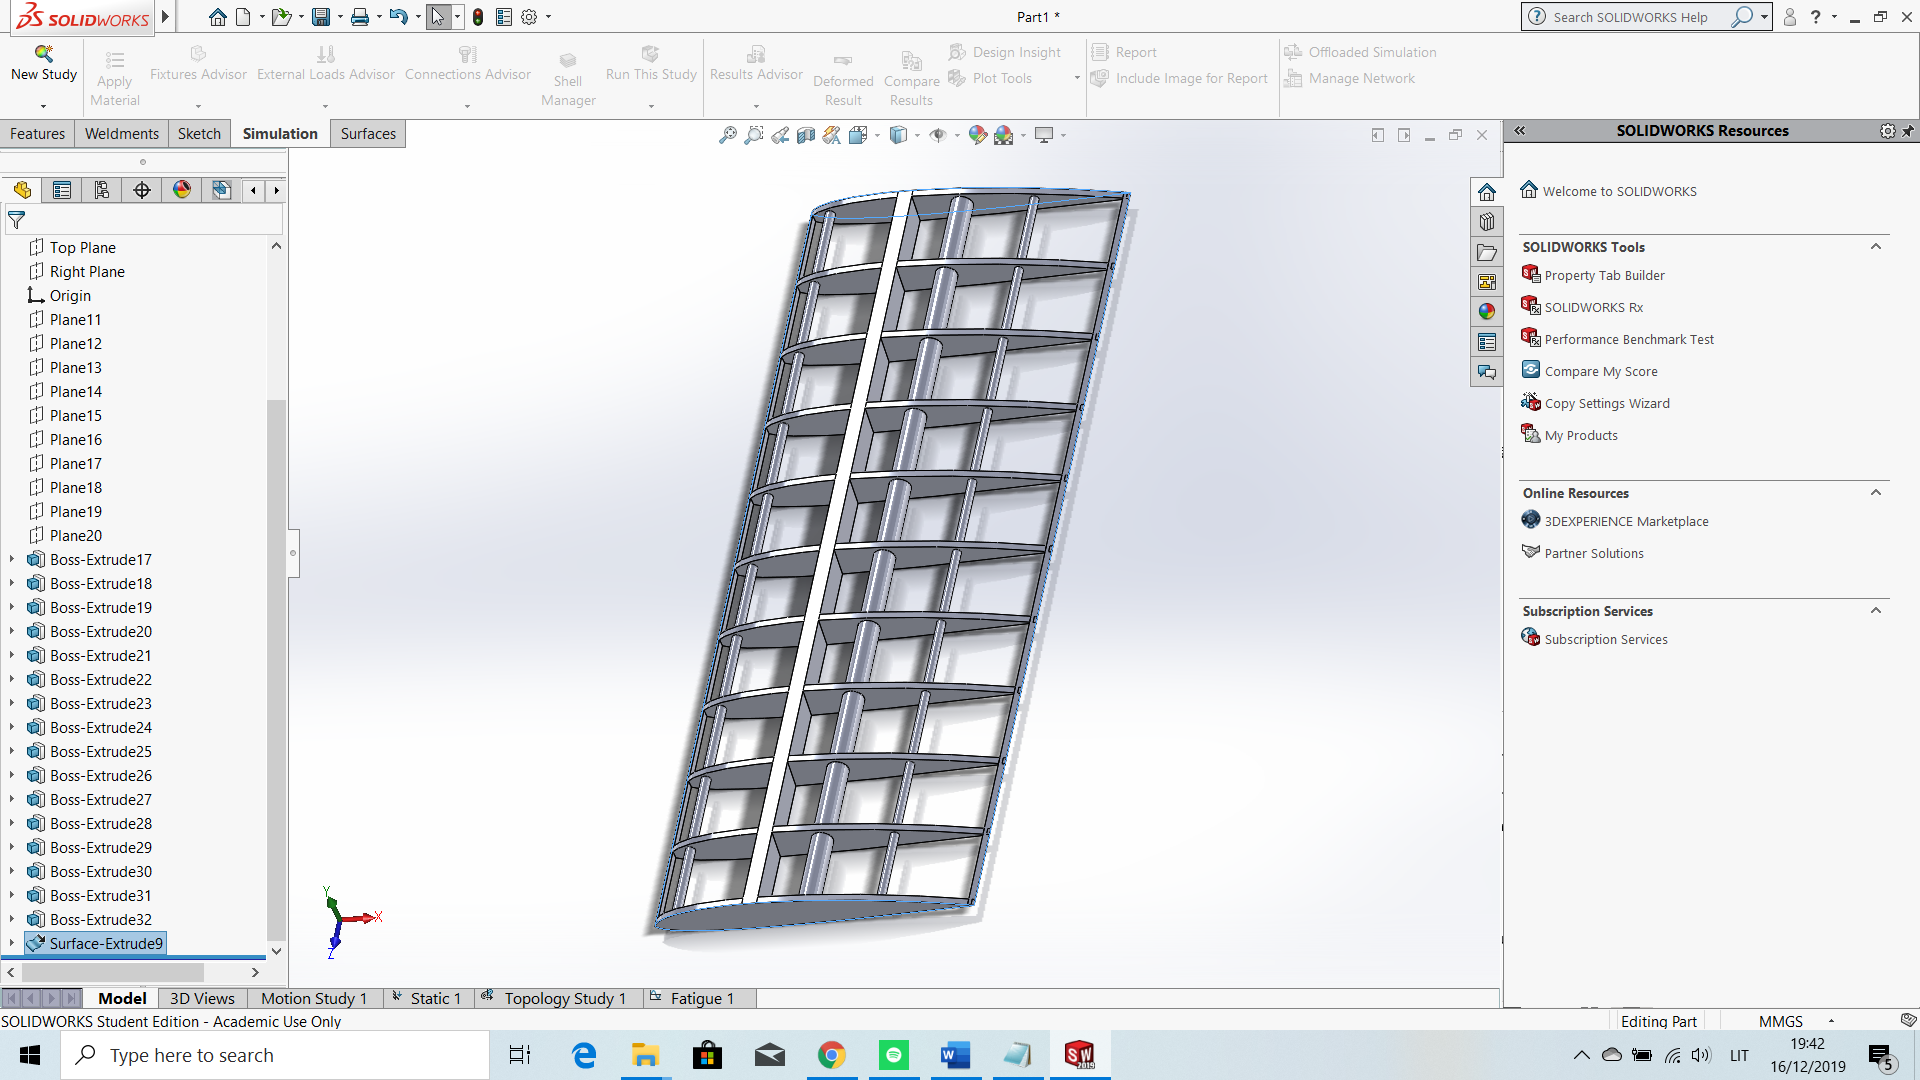 SOLIDWORKS
Part1 *
Search SOLIDWORKS Help
New Study
Apply Material
Fixtures Advisor
External Loads Advisor
Connections Advisor
Shell Manager
Run This Study
Results Advisor
Deformed Result
Compare Results
Design Insight
Plot Tools
Report
Include Image for Report
Offloaded Simulation
Manage Network
Features
Weldments
Sketch
Simulation
Surfaces
Top Plane
Right Plane
Origin
Plane11
Plane12
Plane13
Plane14
Plane15
Plane16
Plane17
Plane18
Plane19
Plane20
Boss-Extrude17
Boss-Extrude18
Boss-Extrude19
Boss-Extrude20
Boss-Extrude21
Boss-Extrude22
Boss-Extrude23
Boss-Extrude24
Boss-Extrude25
Boss-Extrude26
Boss-Extrude27
Boss-Extrude28
Boss-Extrude29
Boss-Extrude30
Boss-Extrude31
Boss-Extrude32
Surface-Extrude9
Y
X
Z
SOLIDWORKS Resources
Welcome to SOLIDWORKS
SOLIDWORKS Tools
Property Tab Builder
SOLIDWORKS Rx
Performance Benchmark Test
Compare My Score
Copy Settings Wizard
My Products
Online Resources
3DEXPERIENCE Marketplace
Partner Solutions
Subscription Services
Subscription Services
Model
3D Views
Motion Study 1
Static 1
Topology Study 1
Fatigue 1
SOLIDWORKS Student Edition - Academic Use Only
Editing Part
MMGS
Type here to search
LIT
19:42
16/12/2019
5